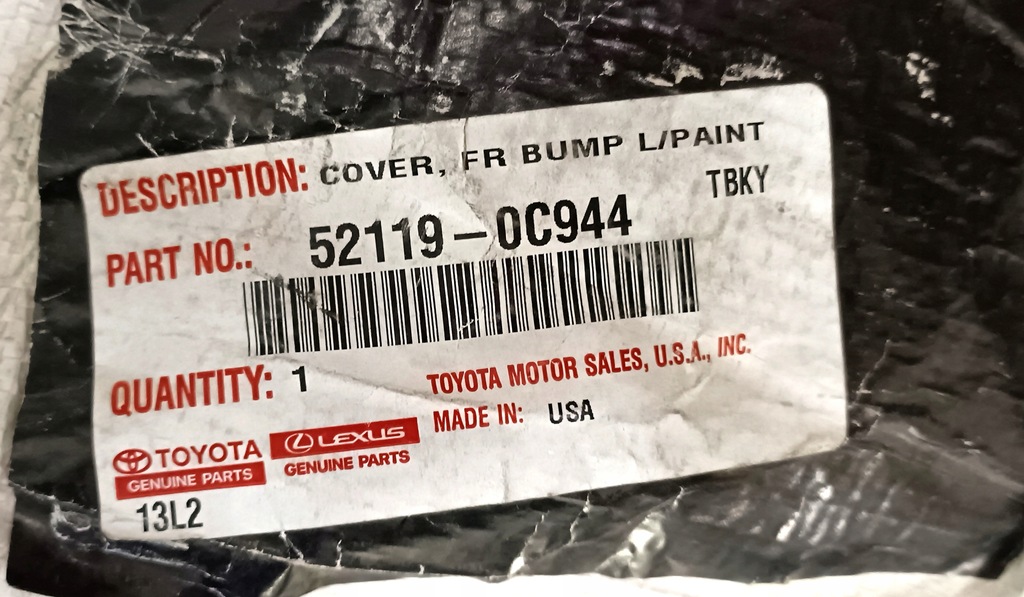 DESCRIPTION: COVER, FR BUMP L/PAINT
TBKY
PART NO.: 52119-0C944
QUANTITY: 1
TOYOTA MOTOR SALES, U.S.A., INC.
MADE IN: USA
TOYOTA
GENUINE PARTS
LEXUS
GENUINE PARTS
13L2